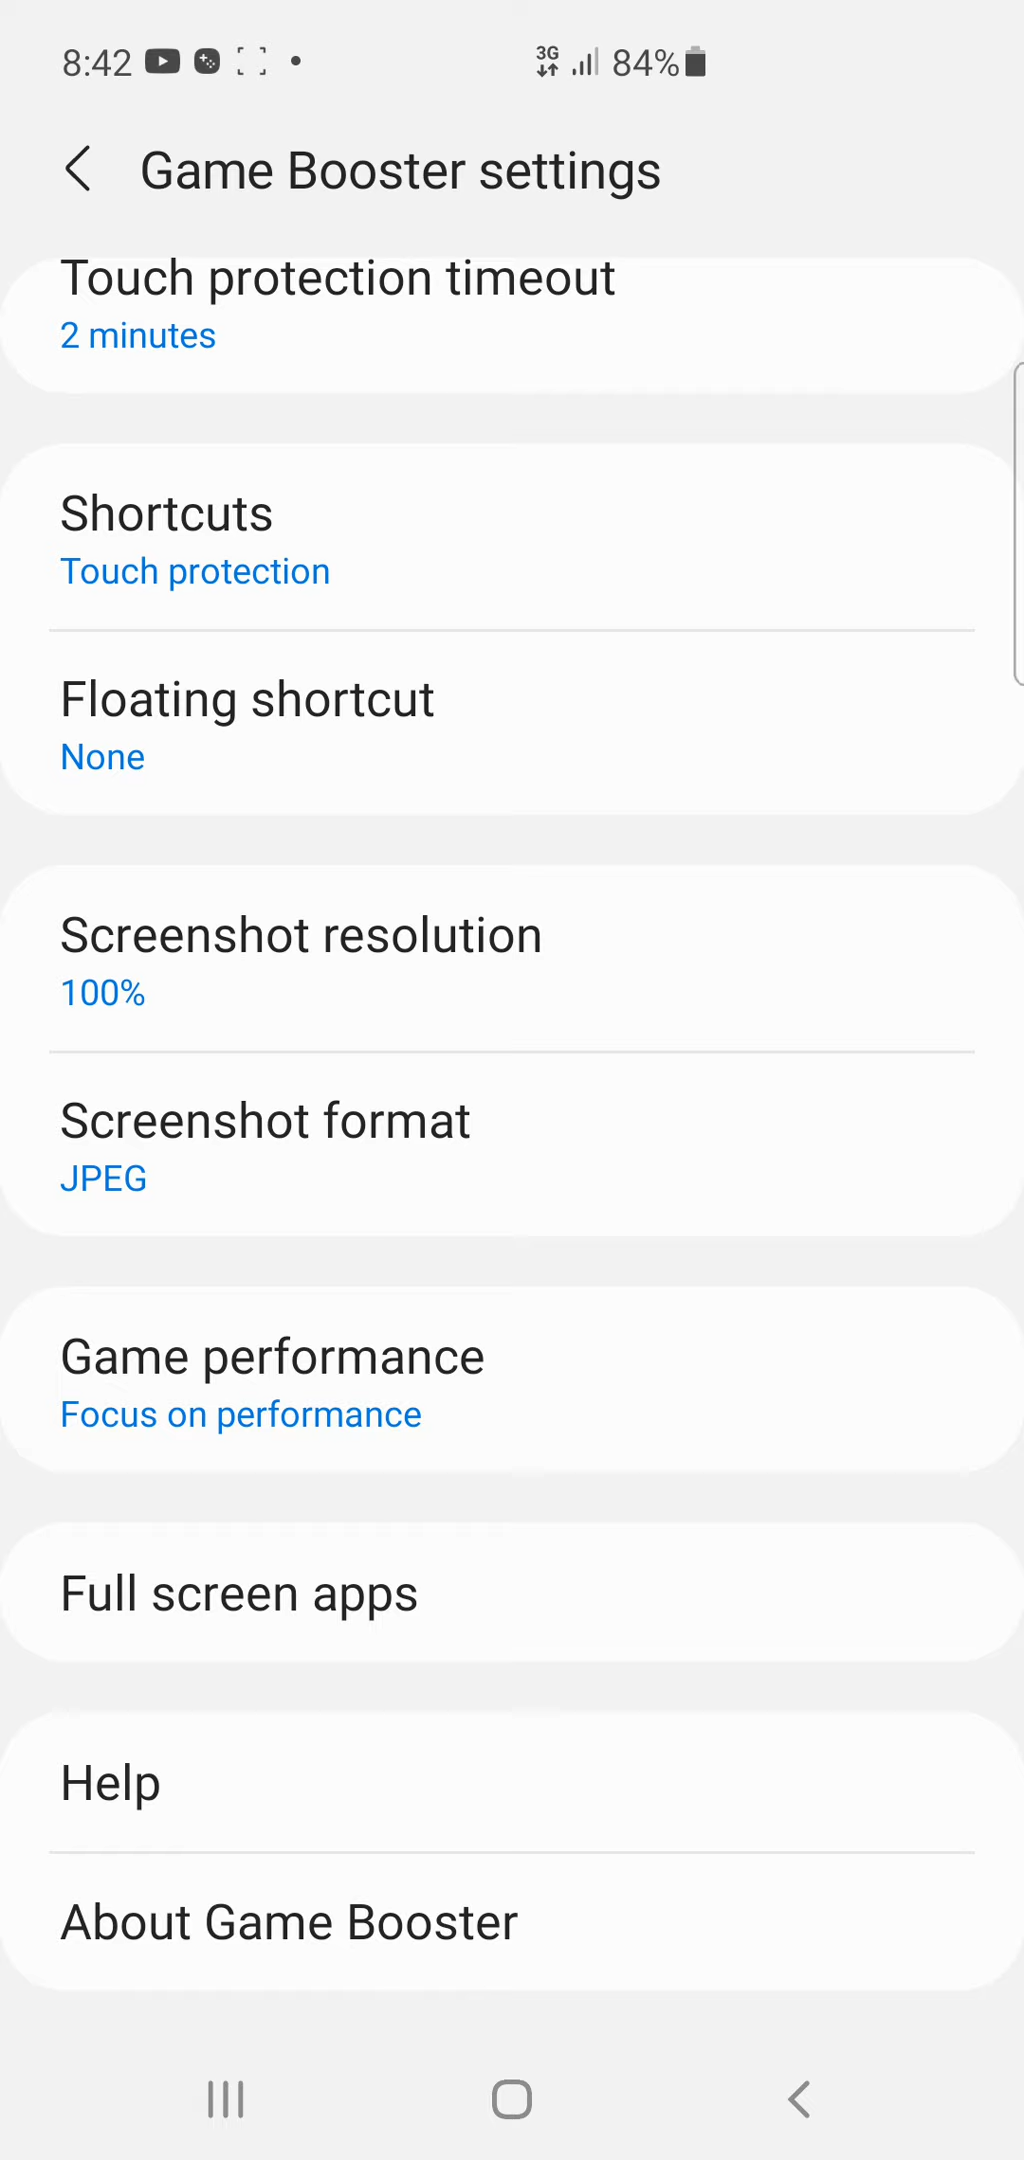 8:42
3G
84%
Game Booster settings
Touch protection timeout
2 minutes
Shortcuts
Touch protection
Floating shortcut
None
Screenshot resolution
100%
Screenshot format
JPEG
Game performance
Focus on performance
Full screen apps
Help
About Game Booster